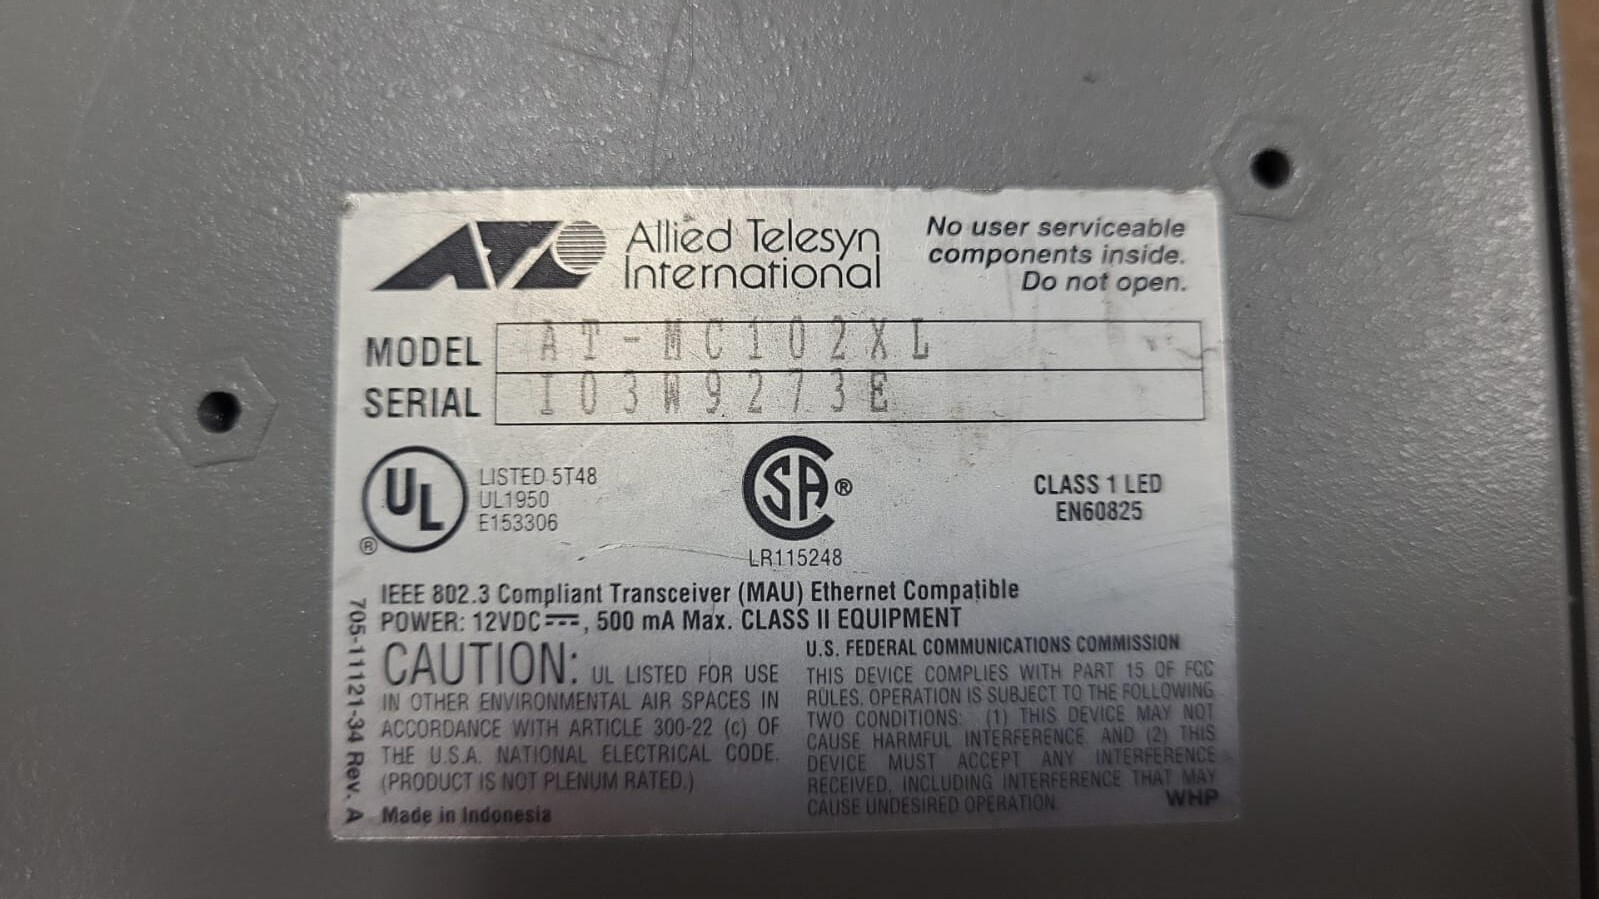 Allied Telesyn
International
No user serviceable
components inside.
Do not open.
MODEL AT-MC102XL
SERIAL I03W9273E
UL
®
LISTED 5T48
UL1950
E153306
SA ®
LR115248
CLASS 1 LED
EN60825
IEEE 802.3 Compliant Transceiver (MAU) Ethernet Compatible
POWER: 12VDC⎓, 500 mA Max. CLASS II EQUIPMENT
CAUTION: UL LISTED FOR USE
IN OTHER ENVIRONMENTAL AIR SPACES IN
ACCORDANCE WITH ARTICLE 300-22 (c) OF
THE U.S.A. NATIONAL ELECTRICAL CODE.
(PRODUCT IS NOT PLENUM RATED.)
Made in Indonesia
U.S. FEDERAL COMMUNICATIONS COMMISSION
THIS DEVICE COMPLIES WITH PART 15 OF FCC
RULES. OPERATION IS SUBJECT TO THE FOLLOWING
TWO CONDITIONS: (1) THIS DEVICE MAY NOT
CAUSE HARMFUL INTERFERENCE AND (2) THIS
DEVICE MUST ACCEPT ANY INTERFERENCE
RECEIVED, INCLUDING INTERFERENCE THAT MAY
CAUSE UNDESIRED OPERATION.
WHP
705-11121-34 Rev. A